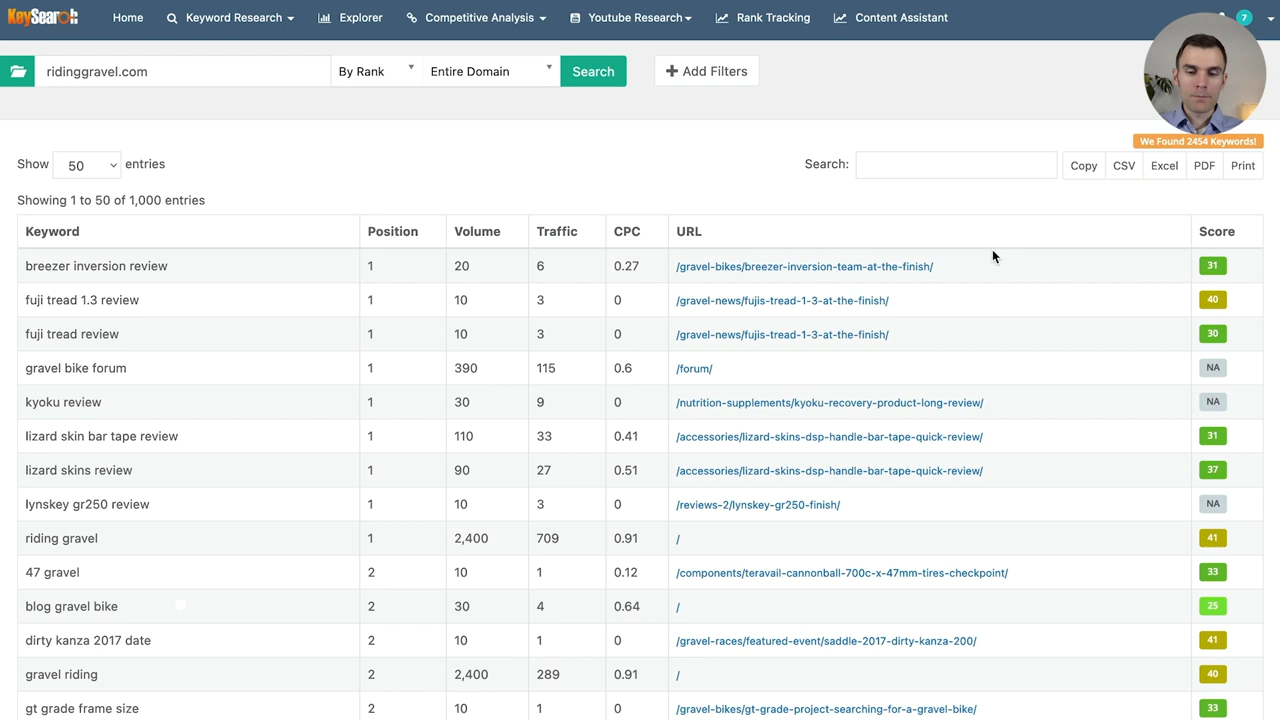 KeySearch Home Keyword Research Explorer Competitive Analysis Youtube Research Rank Tracking Content Assistant 7
ridinggravel.com By Rank Entire Domain Search + Add Filters
We Found 2454 Keywords!
Show 50 entries Search: Copy CSV Excel PDF Print
Showing 1 to 50 of 1,000 entries
Keyword Position Volume Traffic CPC URL Score
breezer inversion review 1 20 6 0.27 /gravel-bikes/breezer-inversion-team-at-the-finish/ 31
fuji tread 1.3 review 1 10 3 0 /gravel-news/fujis-tread-1-3-at-the-finish/ 40
fuji tread review 1 10 3 0 /gravel-news/fujis-tread-1-3-at-the-finish/ 30
gravel bike forum 1 390 115 0.6 /forum/ NA
kyoku review 1 30 9 0 /nutrition-supplements/kyoku-recovery-product-long-review/ NA
lizard skin bar tape review 1 110 33 0.41 /accessories/lizard-skins-dsp-handle-bar-tape-quick-review/ 31
lizard skins review 1 90 27 0.51 /accessories/lizard-skins-dsp-handle-bar-tape-quick-review/ 37
lynskey gr250 review 1 10 3 0 /reviews-2/lynskey-gr250-finish/ NA
riding gravel 1 2,400 709 0.91 / 41
47 gravel 2 10 1 0.12 /components/teravail-cannonball-700c-x-47mm-tires-checkpoint/ 33
blog gravel bike 2 30 4 0.64 / 25
dirty kanza 2017 date 2 10 1 0 /gravel-races/featured-event/saddle-2017-dirty-kanza-200/ 41
gravel riding 2 2,400 289 0.91 / 40
gt grade frame size 2 10 1 0 /gravel-bikes/gt-grade-project-searching-for-a-gravel-bike/ 33